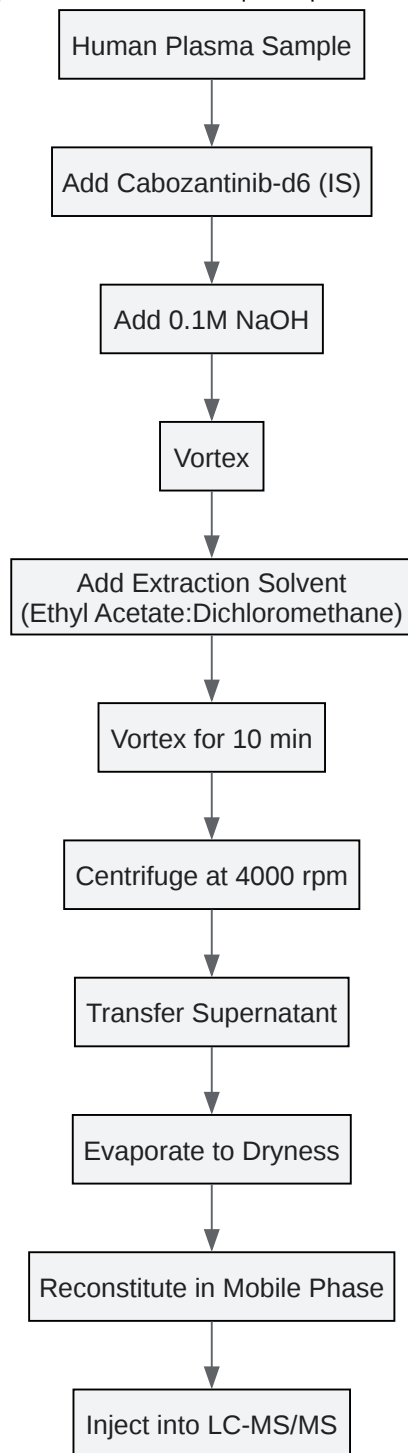 Human Plasma Sample
Add Cabozantinib-d6 (IS)
Add 0.1M NaOH
Vortex
Add Extraction Solvent
(Ethyl Acetate:Dichloromethane)
Vortex for 10 min
Centrifuge at 4000 rpm
Transfer Supernatant
Evaporate to Dryness
Reconstitute in Mobile Phase
Inject into LC-MS/MS